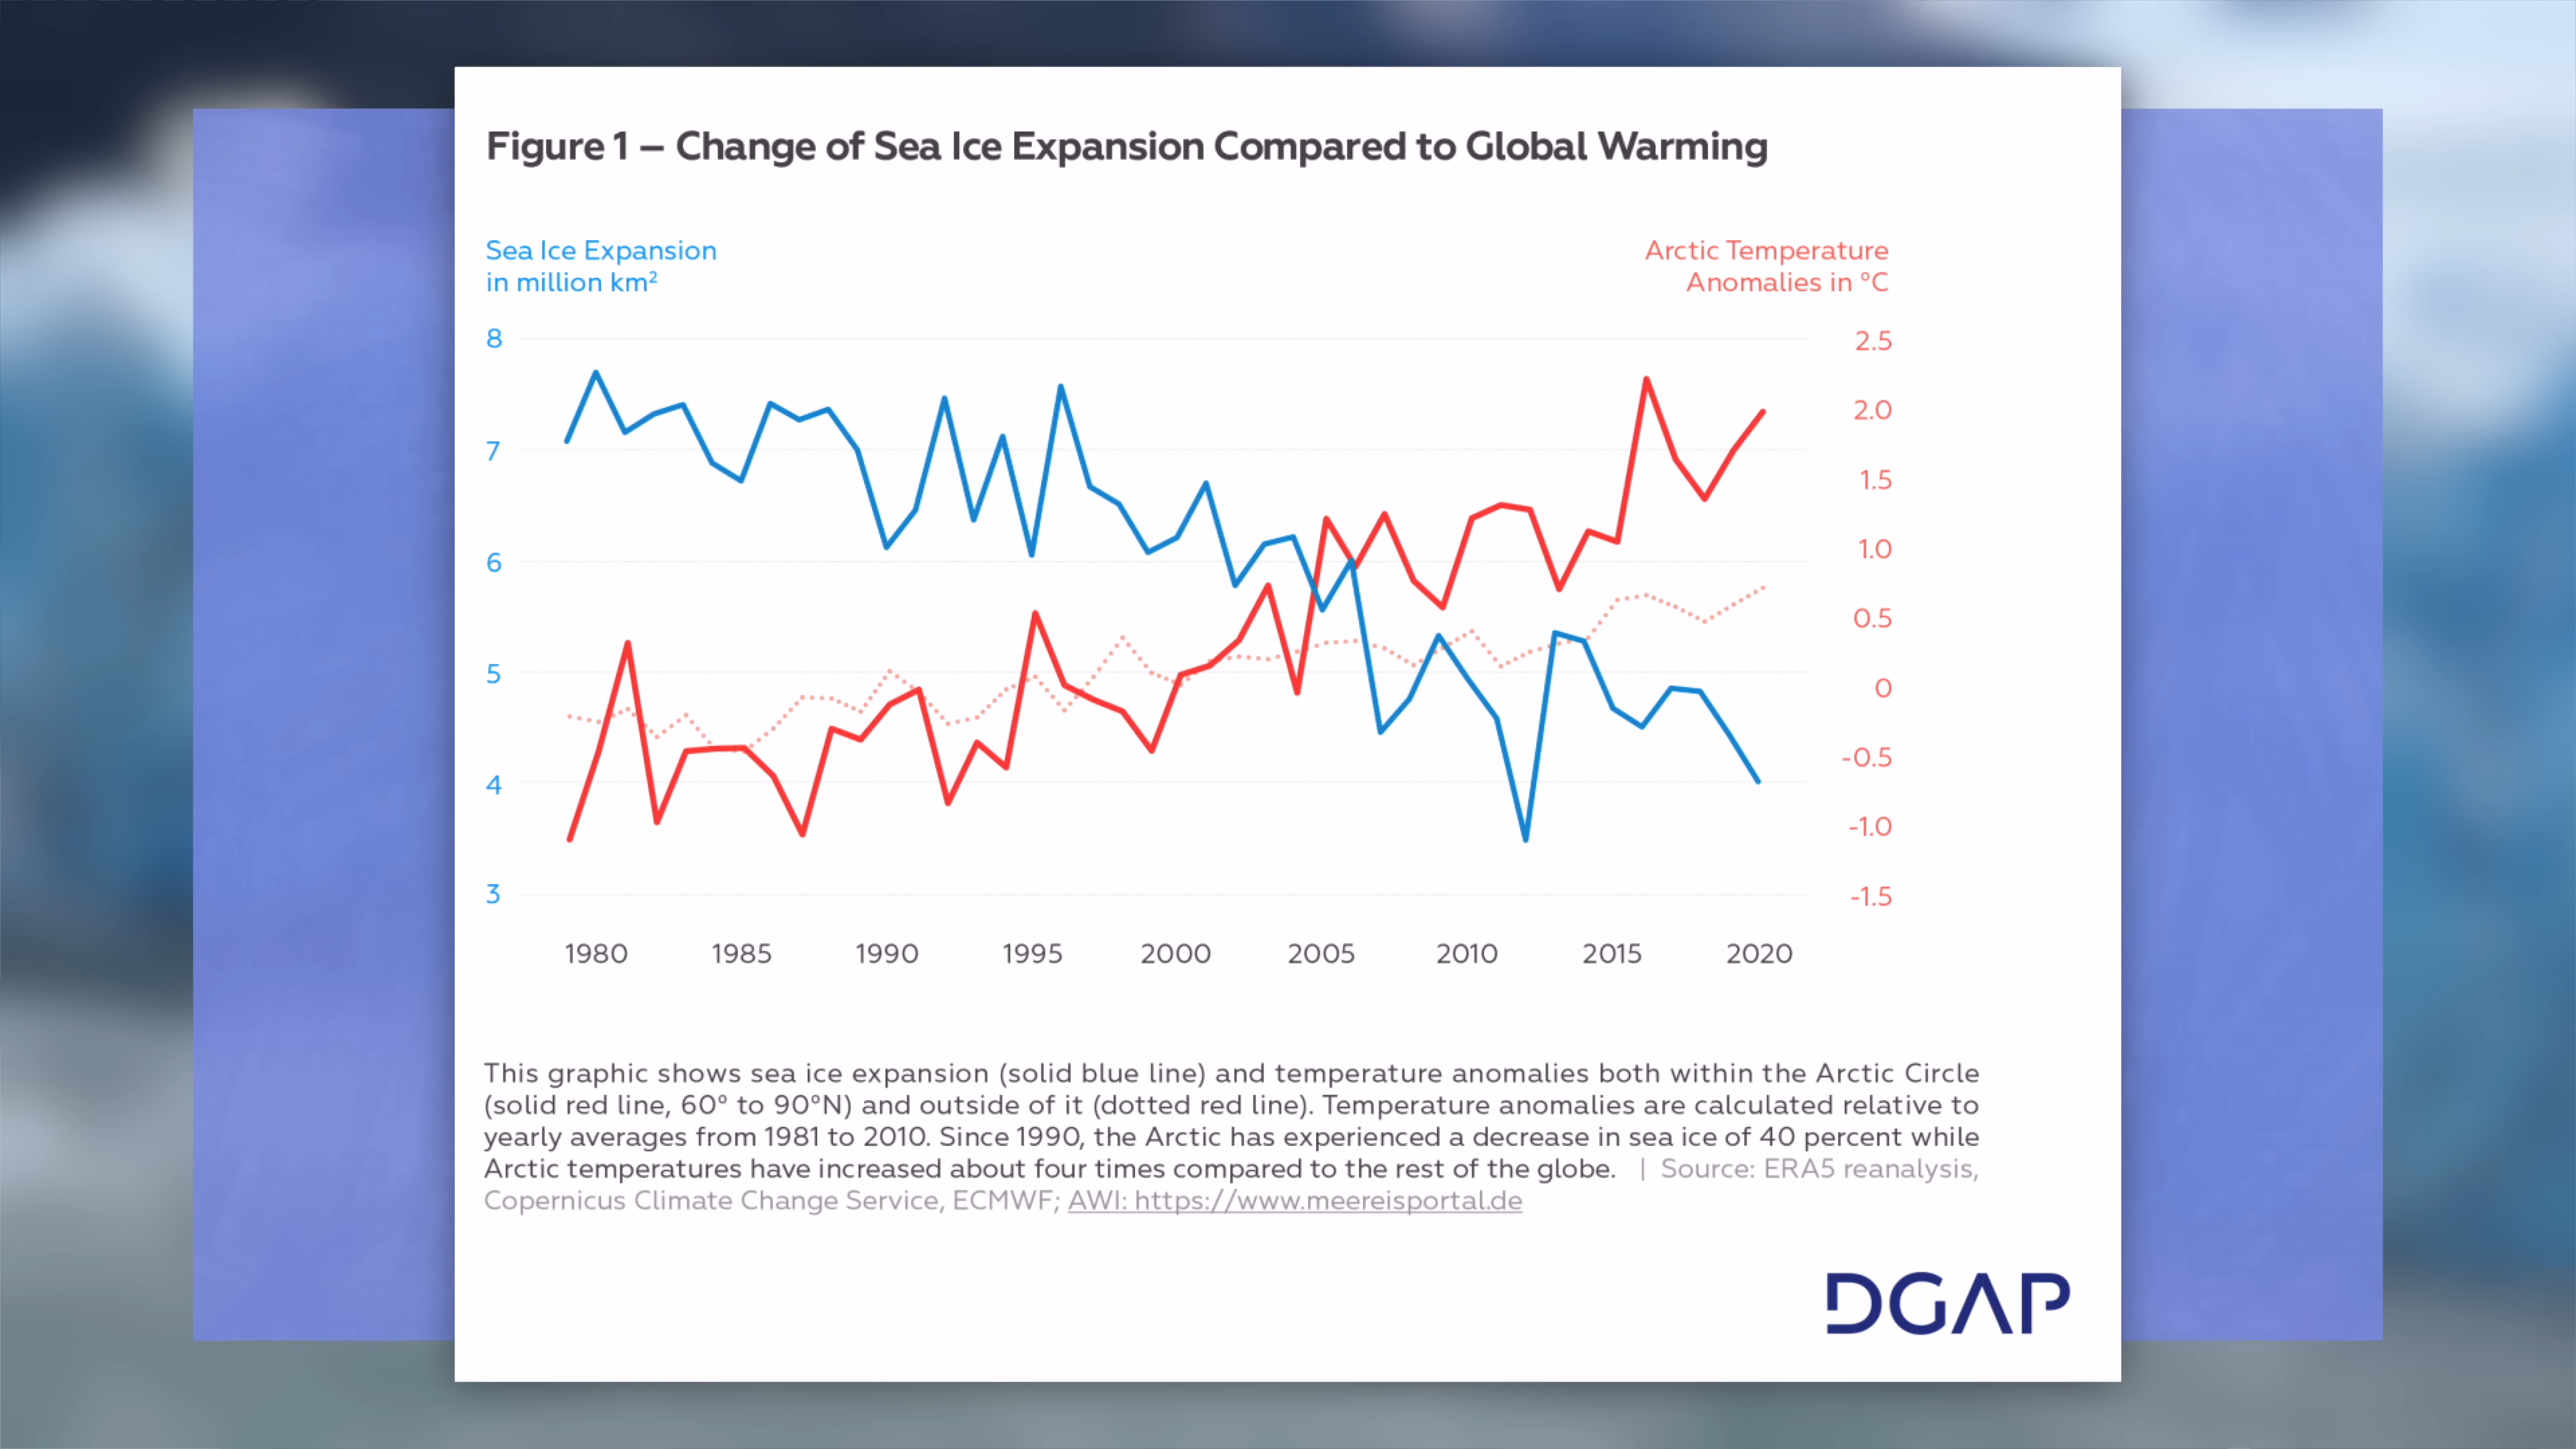 Figure 1 – Change of Sea Ice Expansion Compared to Global Warming
Sea Ice Expansion
in million km²
Arctic Temperature
Anomalies in °C
8
7
6
5
4
3
2.5
2.0
1.5
1.0
0.5
0
-0.5
-1.0
-1.5
1980 1985 1990 1995 2000 2005 2010 2015 2020
This graphic shows sea ice expansion (solid blue line) and temperature anomalies both within the Arctic Circle
(solid red line, 60° to 90°N) and outside of it (dotted red line). Temperature anomalies are calculated relative to
yearly averages from 1981 to 2010. Since 1990, the Arctic has experienced a decrease in sea ice of 40 percent while
Arctic temperatures have increased about four times compared to the rest of the globe. | Source: ERA5 reanalysis,
Copernicus Climate Change Service, ECMWF; AWI: https://www.meereisportal.de
DGAP